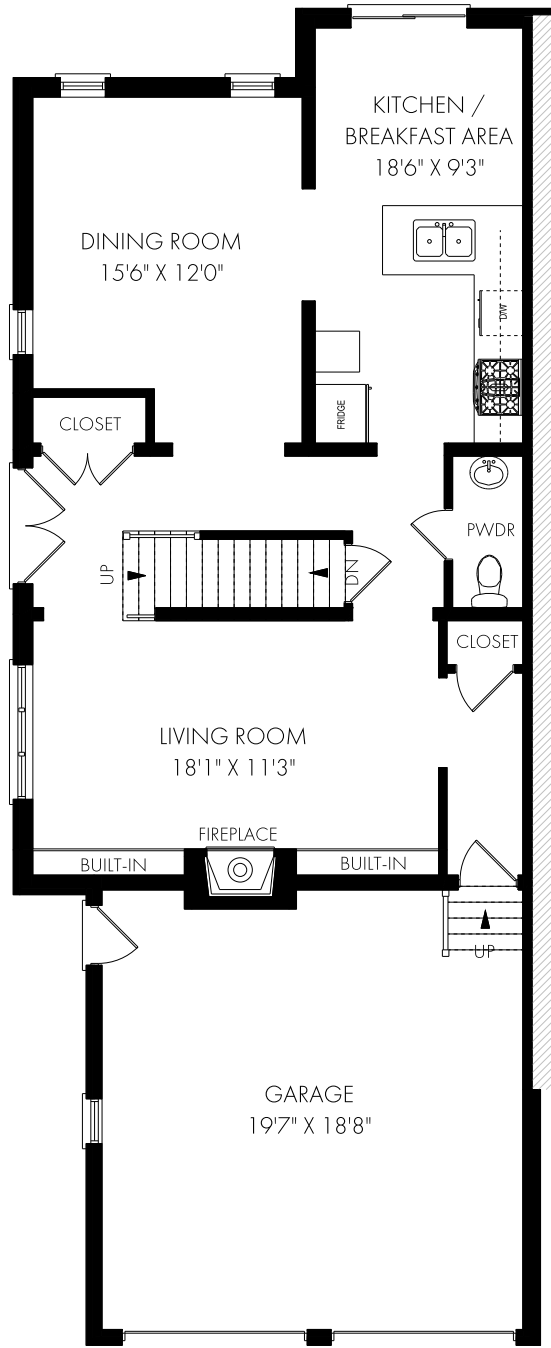 KITCHEN /
BREAKFAST AREA
18'6" X 9'3"
DINING ROOM
15'6" X 12'0"
D/W
FRIDGE
CLOSET
PWDR
UP
DN
CLOSET
LIVING ROOM
18'1" X 11'3"
FIREPLACE
BUILT-IN
BUILT-IN
UP
GARAGE
19'7" X 18'8"